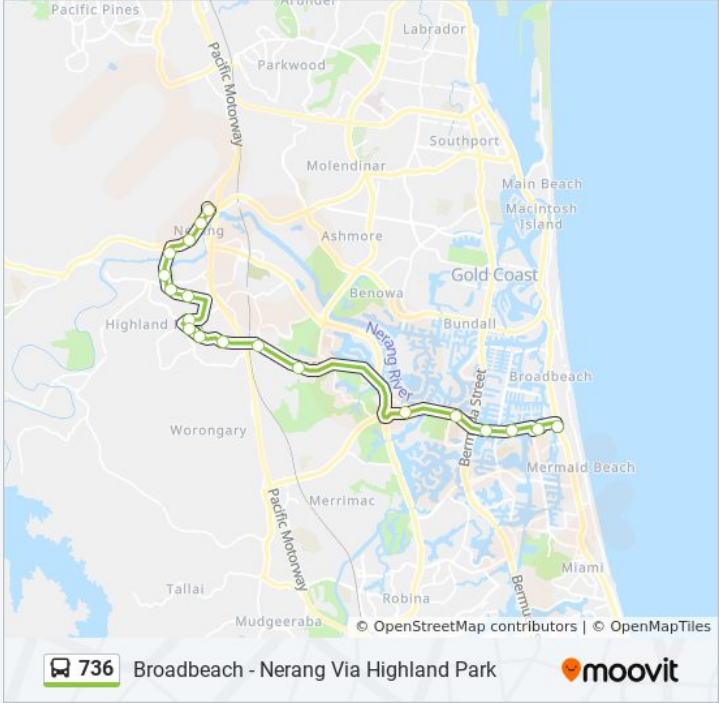 Pacific Pines
Labrador
Parkwood
Pacific Motorway
Southport
Molendinar
Main Beach
Macintosh
Island
Nerang
Ashmore
Gold Coast
Benowa
Highland
Nerang River
Bundall
Broadbeach
Bermuda Street
Worongary
Mermaid Beach
Merrimac
Pacific Motorway
Miami
Tallai
Robina
Bermu
Mudgeeraba
© OpenStreetMap contributors | © OpenMapTiles
736 Broadbeach - Nerang Via Highland Park
moovit